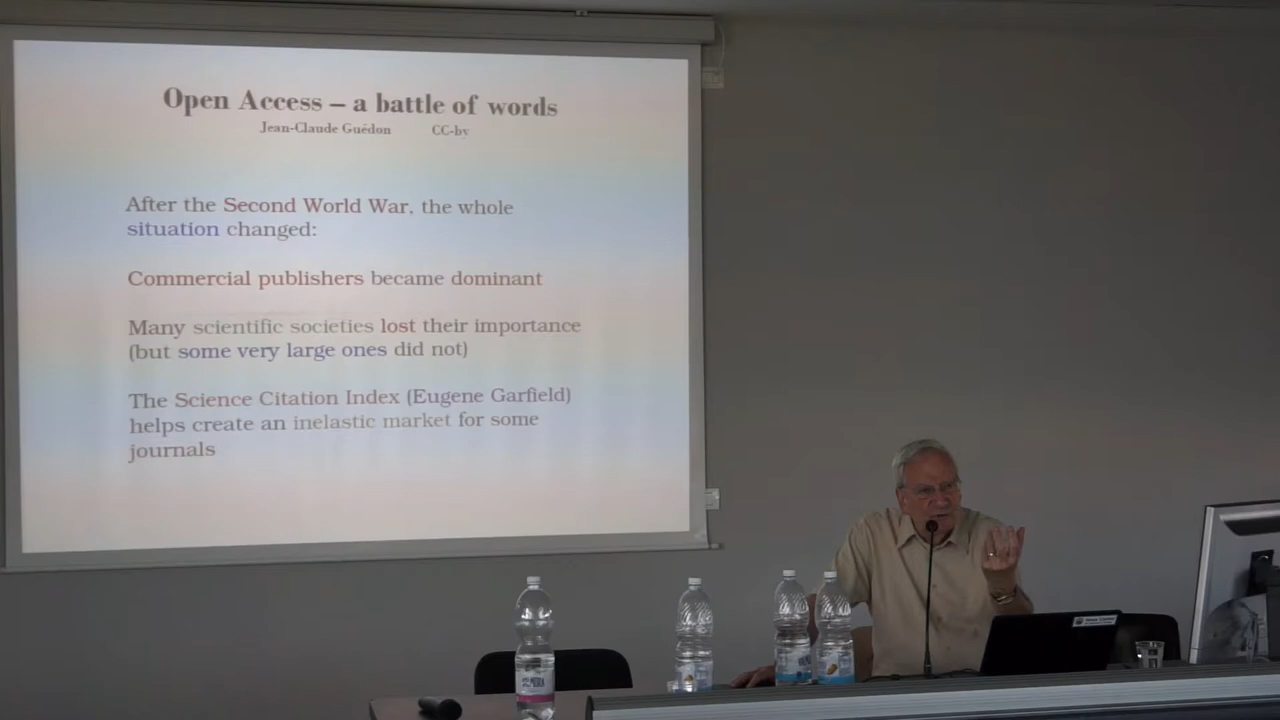 Open Access – a battle of words
Jean-Claude Guédon CC-by
After the Second World War, the whole
situation changed:
Commercial publishers became dominant
Many scientific societies lost their importance
(but some very large ones did not)
The Science Citation Index (Eugene Garfield)
helps create an inelastic market for some
journals